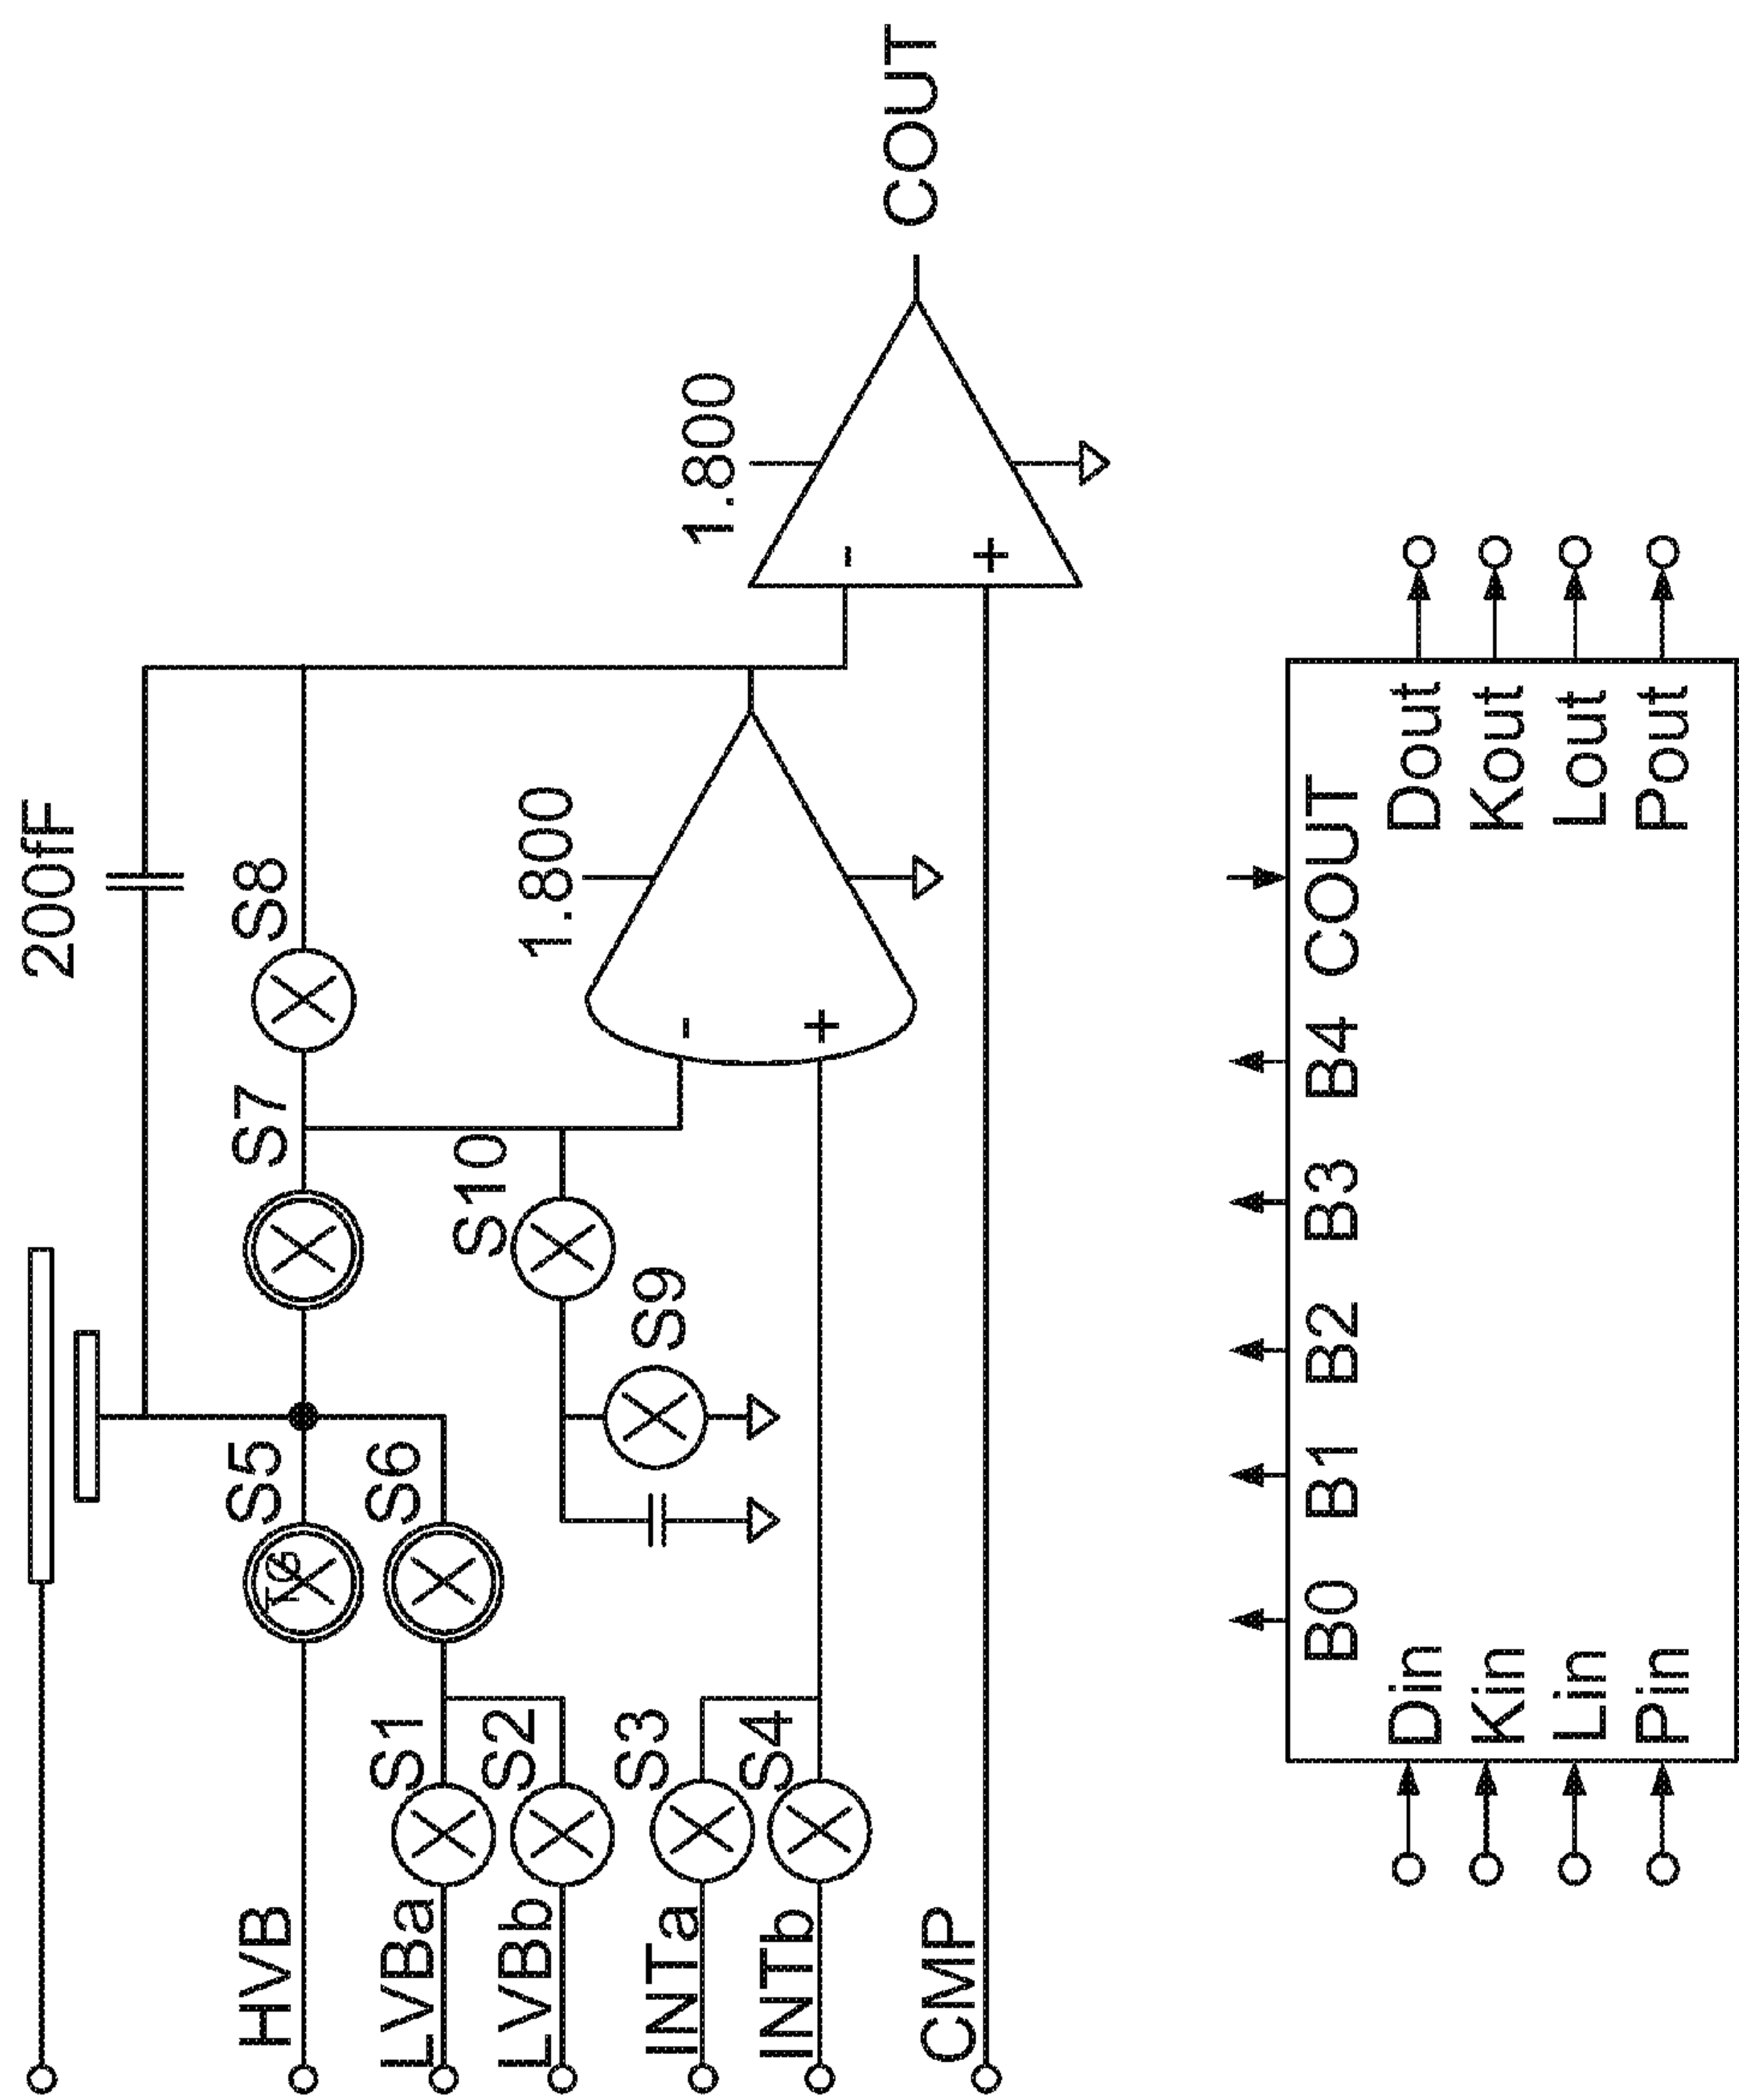 200fF
HVB
S5
S7
S8
TG
LVBa
S1
S6
LVBb
S2
S10
1.800
S9
INTa
S3
-
INTb
S4
+
1.800
COUT
-
CMP
+
B0 B1 B2 B3 B4 COUT
Din Dout
Kin Kout
Lin Lout
Pin Pout